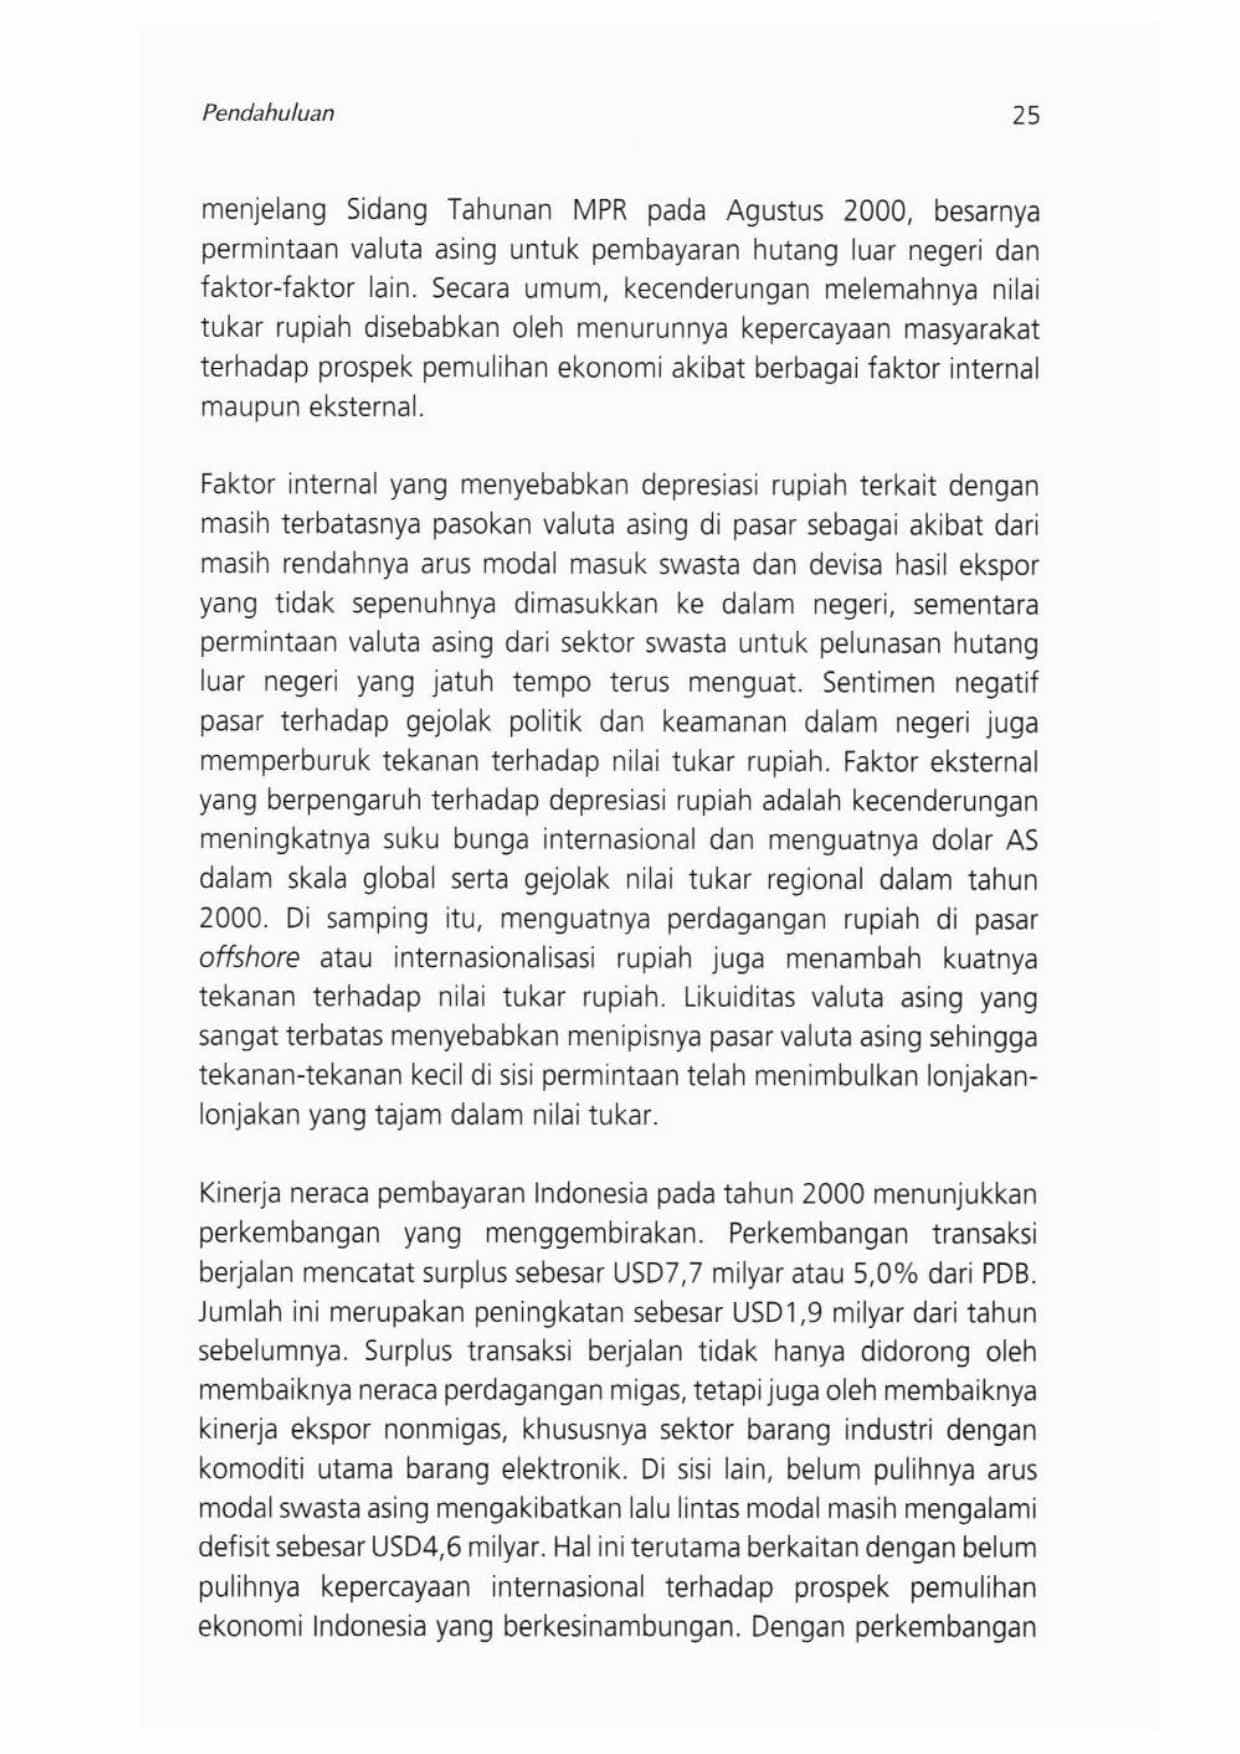 Pendahuluan 25
menjelang Sidang Tahunan MPR pada Agustus 2000, besarnya
permintaan valuta asing untuk pembayaran hutang luar negeri dan
faktor-faktor lain. Secara umum, kecenderungan melemahnya nilai
tukar rupiah disebabkan oleh menurunnya kepercayaan masyarakat
terhadap prospek pemulihan ekonomi akibat berbagai faktor internal
maupun eksternal.
Faktor internal yang menyebabkan depresiasi rupiah terkait dengan
masih terbatasnya pasokan valuta asing di pasar sebagai akibat dari
masih rendahnya arus modal masuk swasta dan devisa hasil ekspor
yang tidak sepenuhnya dimasukkan ke dalam negeri, sementara
permintaan valuta asing dari sektor swasta untuk pelunasan hutang
luar negeri yang jatuh tempo terus menguat. Sentimen negatif
pasar terhadap gejolak politik dan keamanan dalam negeri juga
memperburuk tekanan terhadap nilai tukar rupiah. Faktor eksternal
yang berpengaruh terhadap depresiasi rupiah adalah kecenderungan
meningkatnya suku bunga internasional dan menguatnya dolar AS
dalam skala global serta gejolak nilai tukar regional dalam tahun
2000. Di samping itu, menguatnya perdagangan rupiah di pasar
offshore atau internasionalisasi rupiah juga menambah kuatnya
tekanan terhadap nilai tukar rupiah. Likuiditas valuta asing yang
sangat terbatas menyebabkan menipisnya pasar valuta asing sehingga
tekanan-tekanan kecil di sisi permintaan telah menimbulkan lonjakan-
lonjakan yang tajam dalam nilai tukar.
Kinerja neraca pembayaran Indonesia pada tahun 2000 menunjukkan
perkembangan yang menggembirakan. Perkembangan transaksi
berjalan mencatat surplus sebesar USD7,7 milyar atau 5,0% dari PDB.
Jumlah ini merupakan peningkatan sebesar USD1,9 milyar dari tahun
sebelumnya. Surplus transaksi berjalan tidak hanya didorong oleh
membaiknya neraca perdagangan migas, tetapi juga oleh membaiknya
kinerja ekspor nonmigas, khususnya sektor barang industri dengan
komoditi utama barang elektronik. Di sisi lain, belum pulihnya arus
modal swasta asing mengakibatkan lalu lintas modal masih mengalami
defisit sebesar USD4,6 milyar. Hal ini terutama berkaitan dengan belum
pulihnya kepercayaan internasional terhadap prospek pemulihan
ekonomi Indonesia yang berkesinambungan. Dengan perkembangan